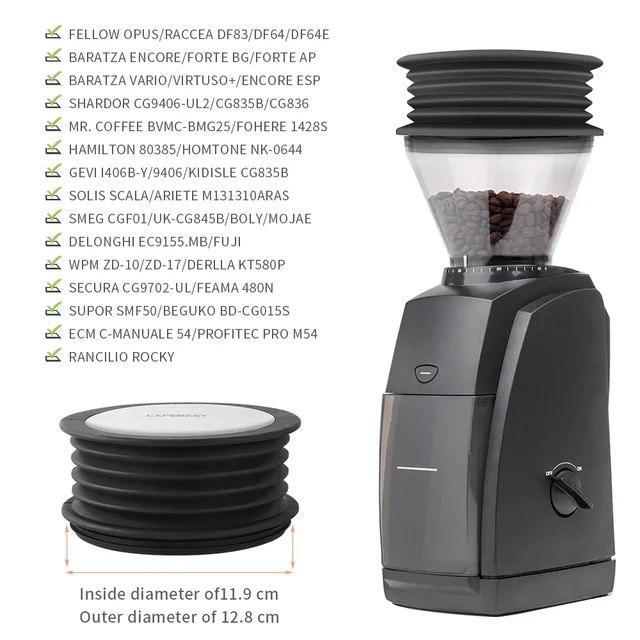 FELLOW OPUS/RACCEA DF83/DF64/DF64E
BARATZA ENCORE/FORTE BG/FORTE AP
BARATZA VARIO/VIRTUSO+/ENCORE ESP
SHARDOR CG9406-UL2/CG835B/CG836
MR. COFFEE BVMC-BMG25/FOHERE 1428S
HAMILTON 80385/HOMTONE NK-0644
GEVI I406B-Y/9406/KIDISLE CG835B
SOLIS SCALA/ARIETE M131310ARAS
SMEG CGF01/UK-CG845B/BOLY/MOJAE
DELONGHI EC9155.MB/FUJI
WPM ZD-10/ZD-17/DERLLA KT580P
SECURA CG9702-UL/FEAMA 480N
SUPOR SMF50/BEGUKO BD-CG015S
ECM C-MANUALE 54/PROFITEC PRO M54
RANCILIO ROCKY
CAFEMASY
OFF ON
Inside diameter of11.9 cm
Outer diameter of 12.8 cm